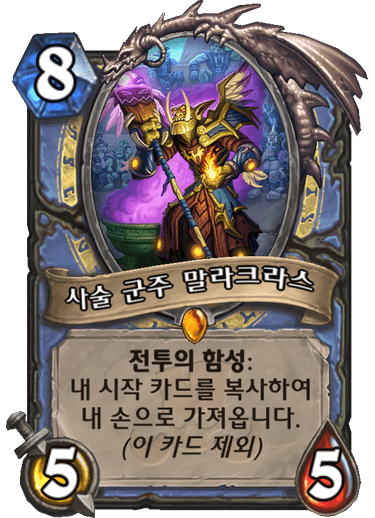 8
사술 군주 말라크라스
전투의 함성:
내 시작 카드를 복사하여
내 손으로 가져옵니다.
(이 카드 제외)
5
5